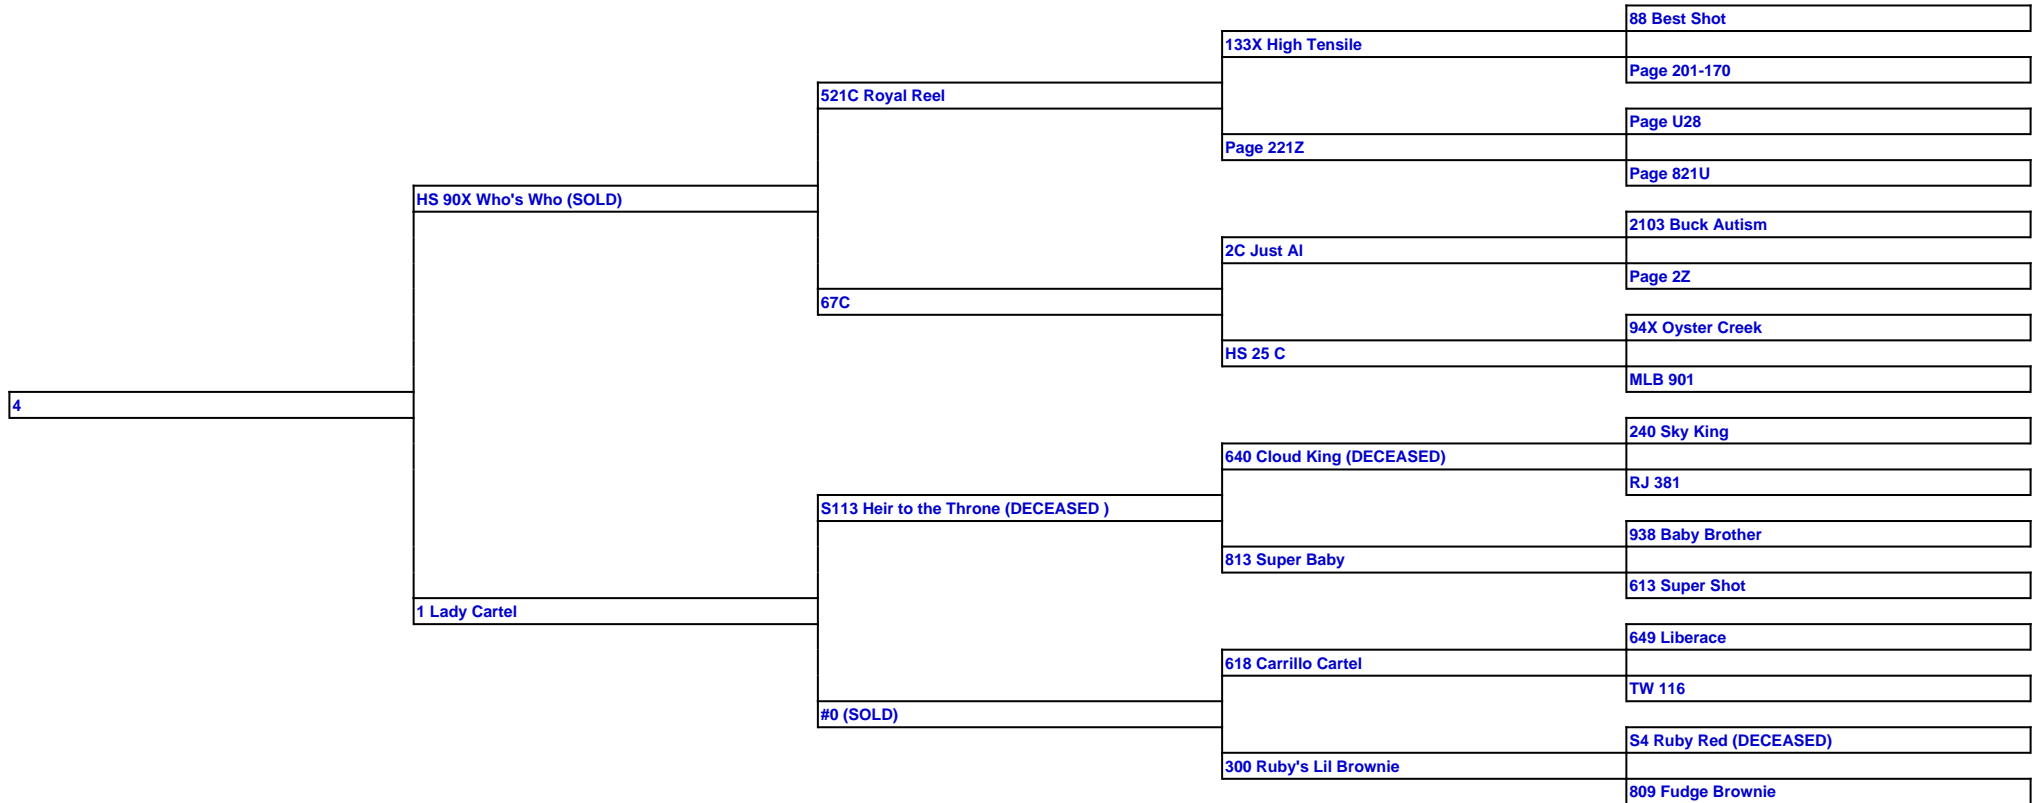 88 Best Shot
133X High Tensile
Page 201-170
521C Royal Reel
Page U28
Page 221Z
Page 821U
HS 90X Who's Who (SOLD)
2103 Buck Autism
2C Just AI
Page 2Z
67C
94X Oyster Creek
HS 25 C
MLB 901
4
240 Sky King
640 Cloud King (DECEASED)
RJ 381
S113 Heir to the Throne (DECEASED )
938 Baby Brother
813 Super Baby
613 Super Shot
1 Lady Cartel
649 Liberace
618 Carrillo Cartel
TW 116
#0 (SOLD)
S4 Ruby Red (DECEASED)
300 Ruby's Lil Brownie
809 Fudge Brownie